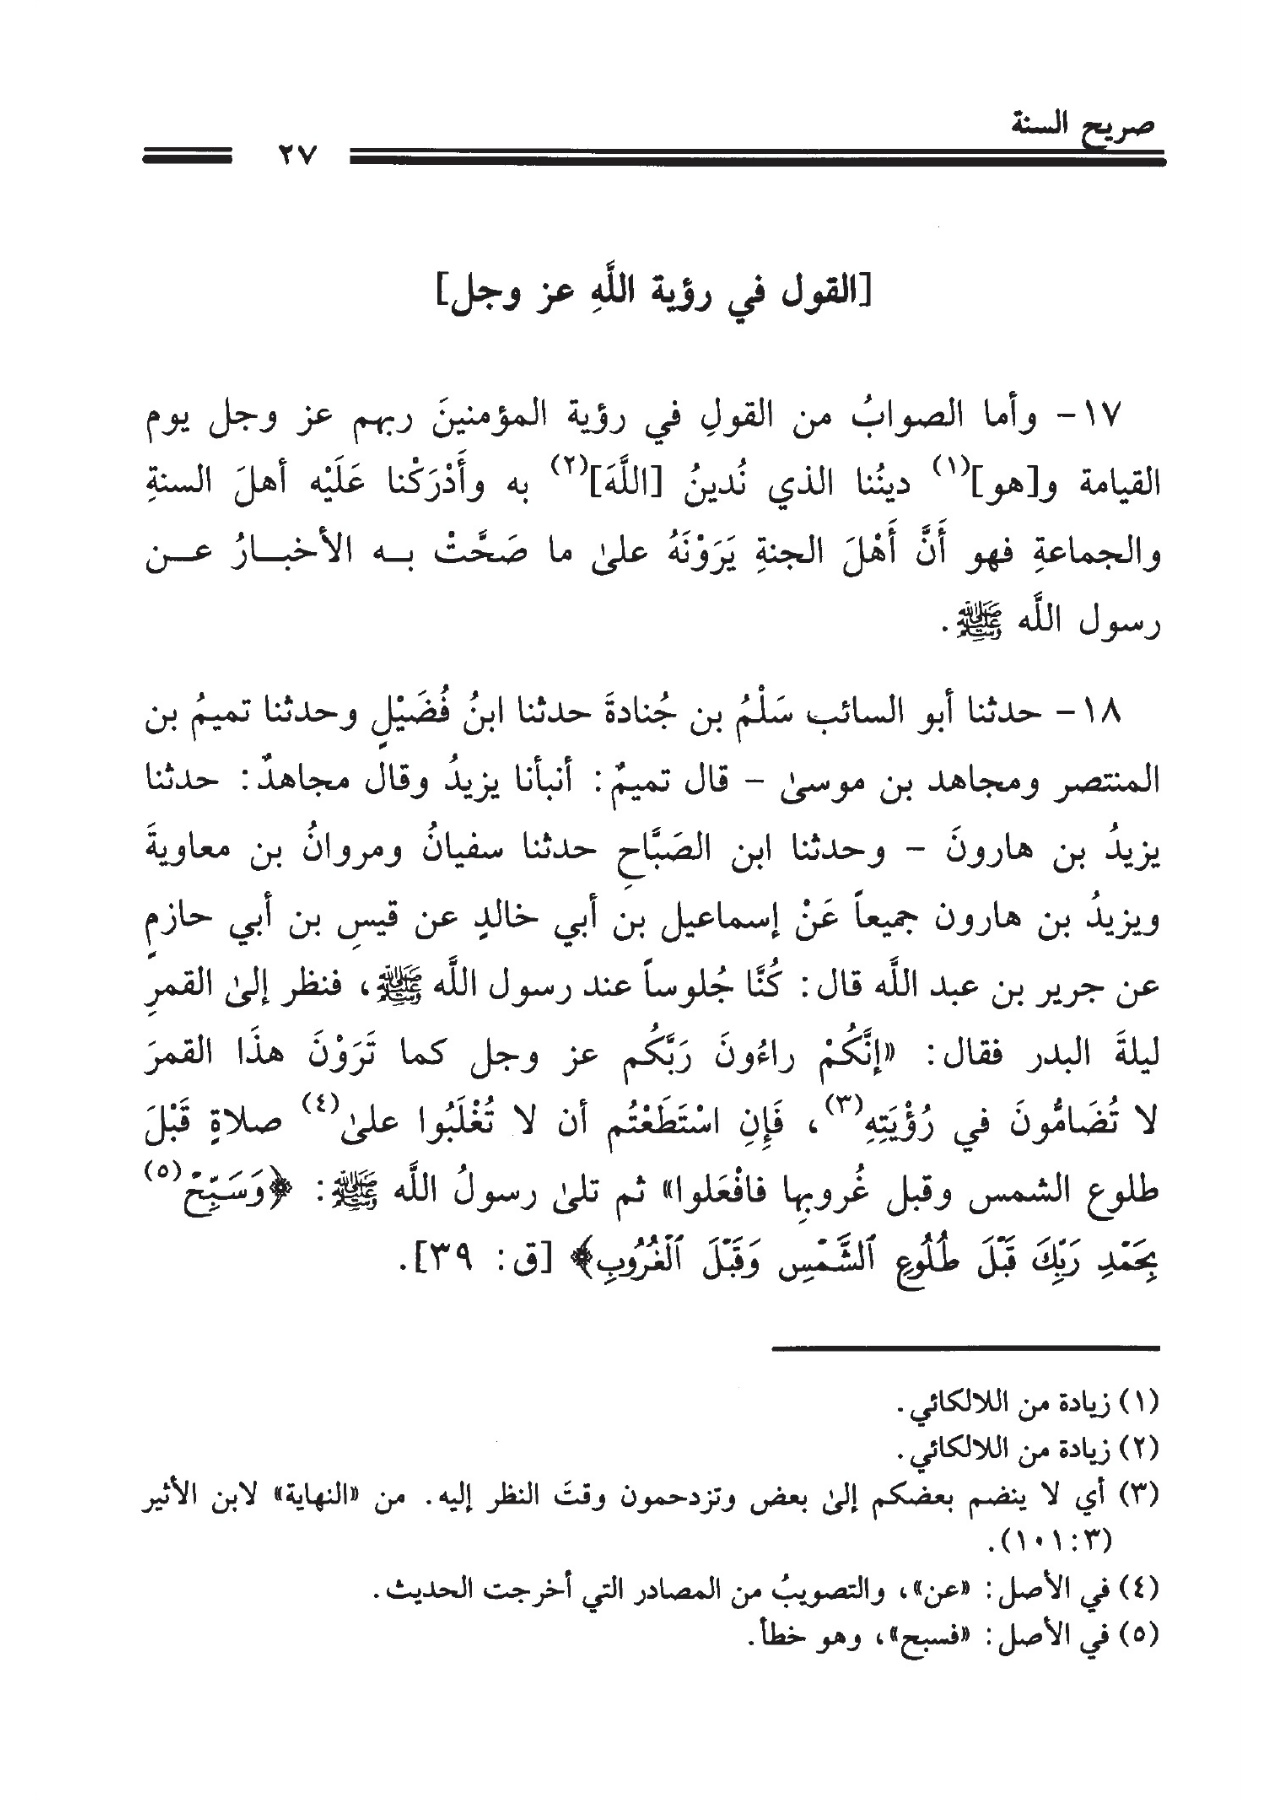 صريح السنة
٢٧
[القول في رؤية اللَّهِ عز وجل]
١٧- وأما الصوابُ من القولِ في رؤية المؤمنينَ ربهم عز وجل يوم
القيامة و[هو](١) دينُنا الذي نُدينُ [اللَّهَ](٢) به وأَدْرَكْنا عَلَيْه أهلَ السنةِ
والجماعةِ فهو أَنَّ أَهْلَ الجنةِ يَرَوْنَهُ علىٰ ما صَحَّتْ بـه الأخبـارُ عـن
رسول اللَّه ﷺ.
١٨- حدثنا أبو السائب سَلْمُ بن جُنادةَ حدثنا ابنُ فُضَيْلٍ وحدثنا تميمُ بن
المنتصر ومجاهد بن موسىٰ - قال تميمٌ: أنبأنا يزيدُ وقال مجاهدٌ: حدثنا
يزيدُ بن هارونَ - وحدثنا ابن الصَبَّاحِ حدثنا سفيانُ ومروانُ بن معاويةَ
ويزيدُ بن هارون جميعاً عَنْ إسماعيل بن أبي خالدٍ عن قيسِ بن أبي حازمٍ
عن جرير بن عبد اللَّه قال: كُنَّا جُلوساً عند رسول اللَّه ﷺ، فنظر إلىٰ القمرِ
ليلةَ البدر فقال: «إنَّكُمْ راءُونَ رَبَّكُم عز وجل كما تَرَوْنَ هذَا القمرَ
لا تُضَامُّونَ في رُؤْيَتِهِ(٣)، فَإِنِ اسْتَطَعْتُم أن لا تُغْلَبُوا علىٰ(٤) صلاةٍ قَبْلَ
طلوع الشمس وقبل غُروبِها فافْعَلوا» ثم تلىٰ رسولُ اللَّه ﷺ: ﴿وَسَبِّحْ(٥)
بِحَمْدِ رَبِّكَ قَبْلَ طُلُوعِ ٱلشَّمْسِ وَقَبْلَ ٱلْغُرُوبِ﴾ [ق: ٣٩].
(١) زيادة من اللالكائي.
(٢) زيادة من اللالكائي.
(٣) أي لا ينضم بعضكم إلىٰ بعض وتزدحمون وقتَ النظر إليه. من «النهاية» لابن الأثير
(٣: ١٠١).
(٤) في الأصل: «عن»، والتصويبُ من المصادر التي أخرجت الحديث.
(٥) في الأصل: «فسبح»، وهو خطأ.